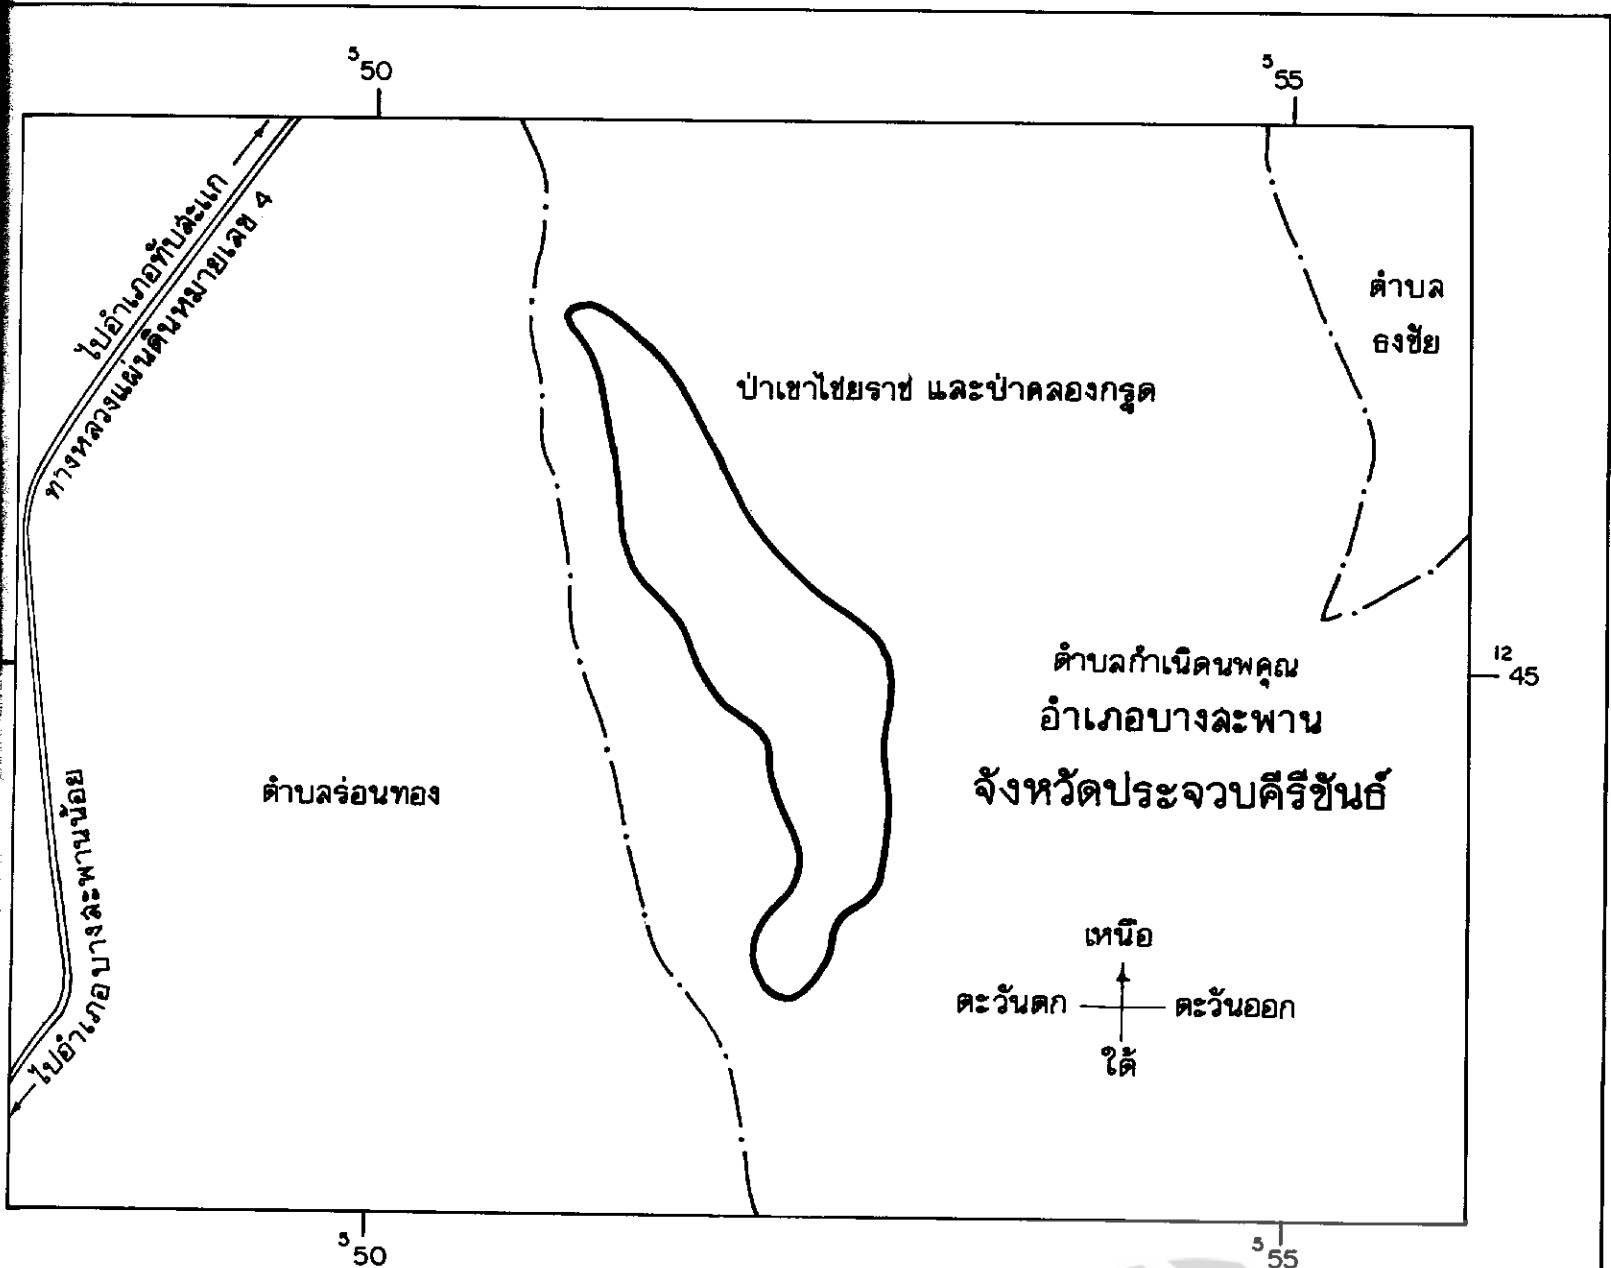 5 50
5 55
ไปอำเภอทับสะแก
ทางหลวงแผ่นดินหมายเลข 4
ตำบล
ธงชัย
ป่าเขาไชยราช และป่าคลองกรูด
ตำบลกำเนิดนพคุณ
12 45
อำเภอบางสะพาน
จังหวัดประจวบคีรีขันธ์
ตำบลร่อนทอง
ไปอำเภอบางสะพานน้อย
เหนือ
ตะวันตก
ตะวันออก
ใต้
5 50
5 55